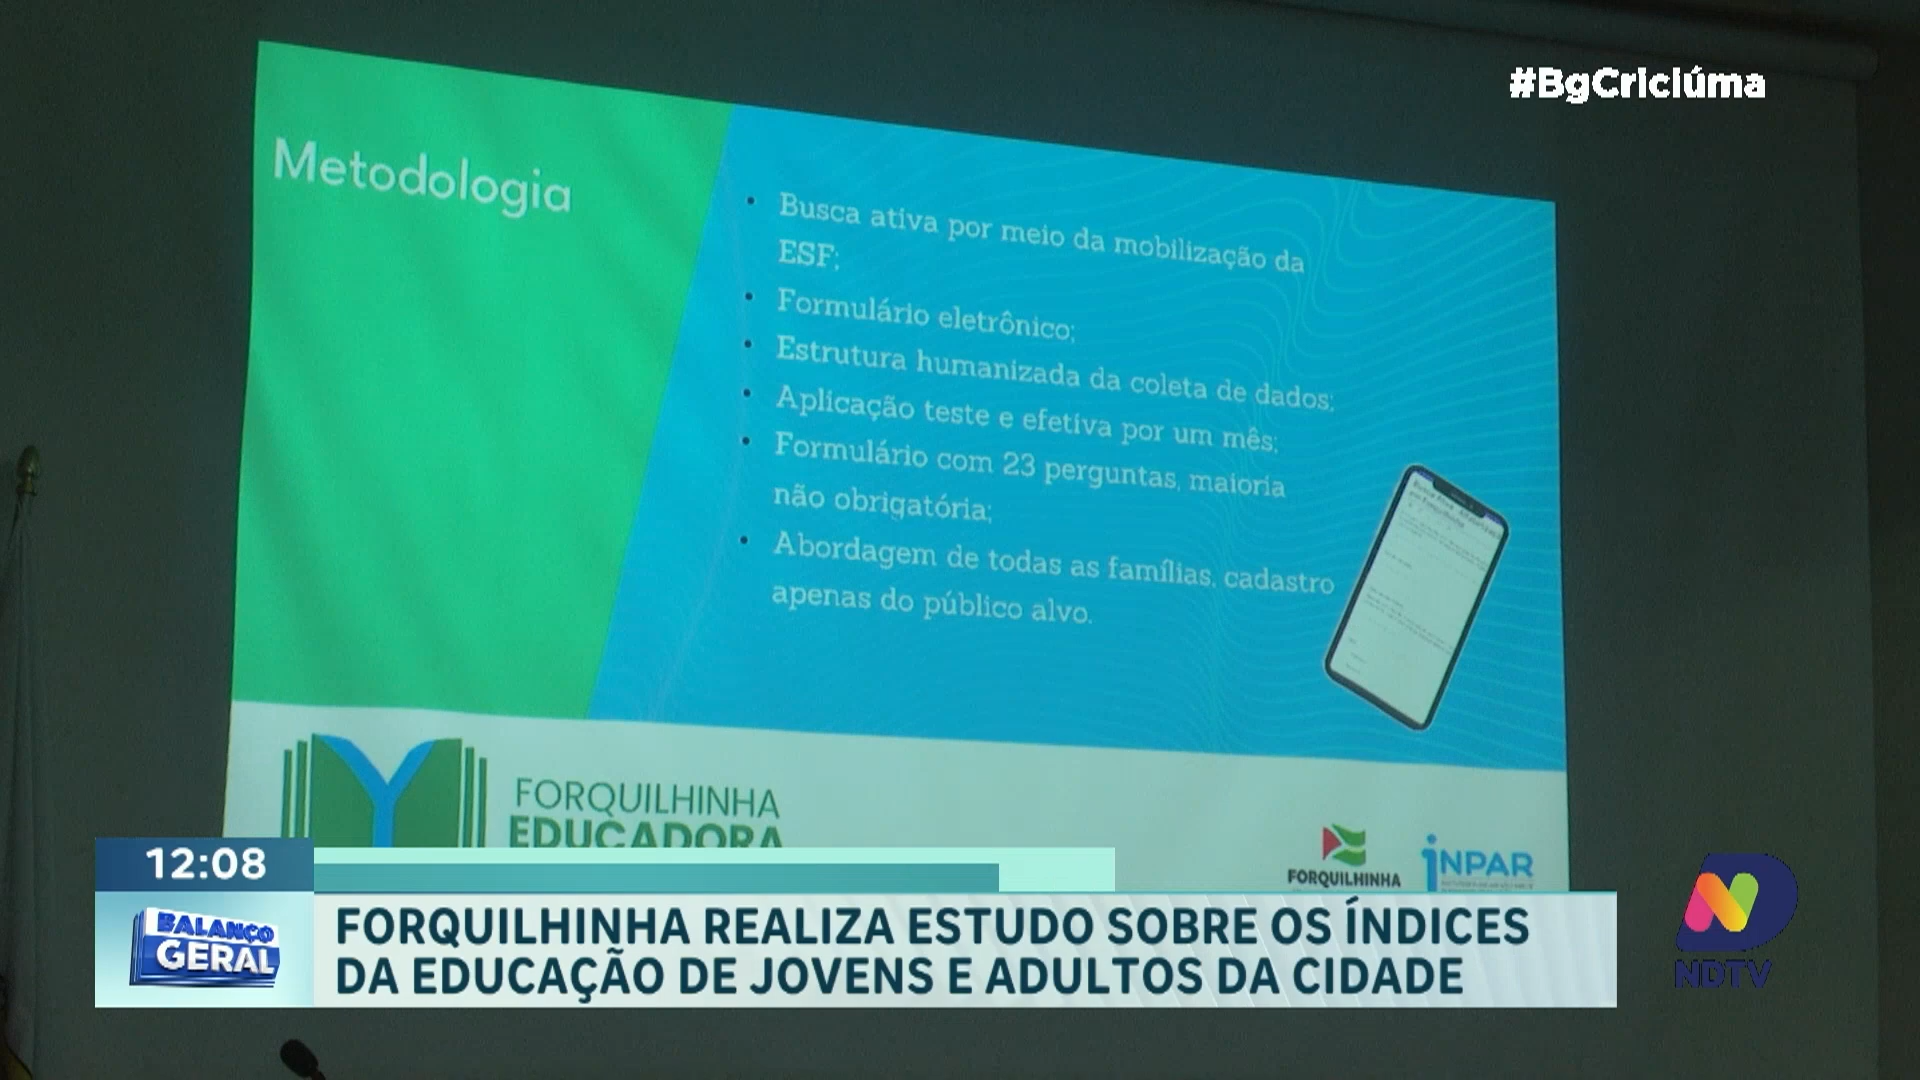 #BgCriciúma
Metodologia
• Busca ativa por meio da mobilização da
ESF;
• Formulário eletrônico;
• Estrutura humanizada da coleta de dados;
• Aplicação teste e efetiva por um mês;
• Formulário com 23 perguntas, maioria
não obrigatória;
• Abordagem de todas as famílias, cadastro
apenas do público alvo.
FORQUILHINHA
EDUCADORA
FORQUILHINHA
INPAR
12:08
BALANÇO
GERAL
FORQUILHINHA REALIZA ESTUDO SOBRE OS ÍNDICES
DA EDUCAÇÃO DE JOVENS E ADULTOS DA CIDADE
NDTV